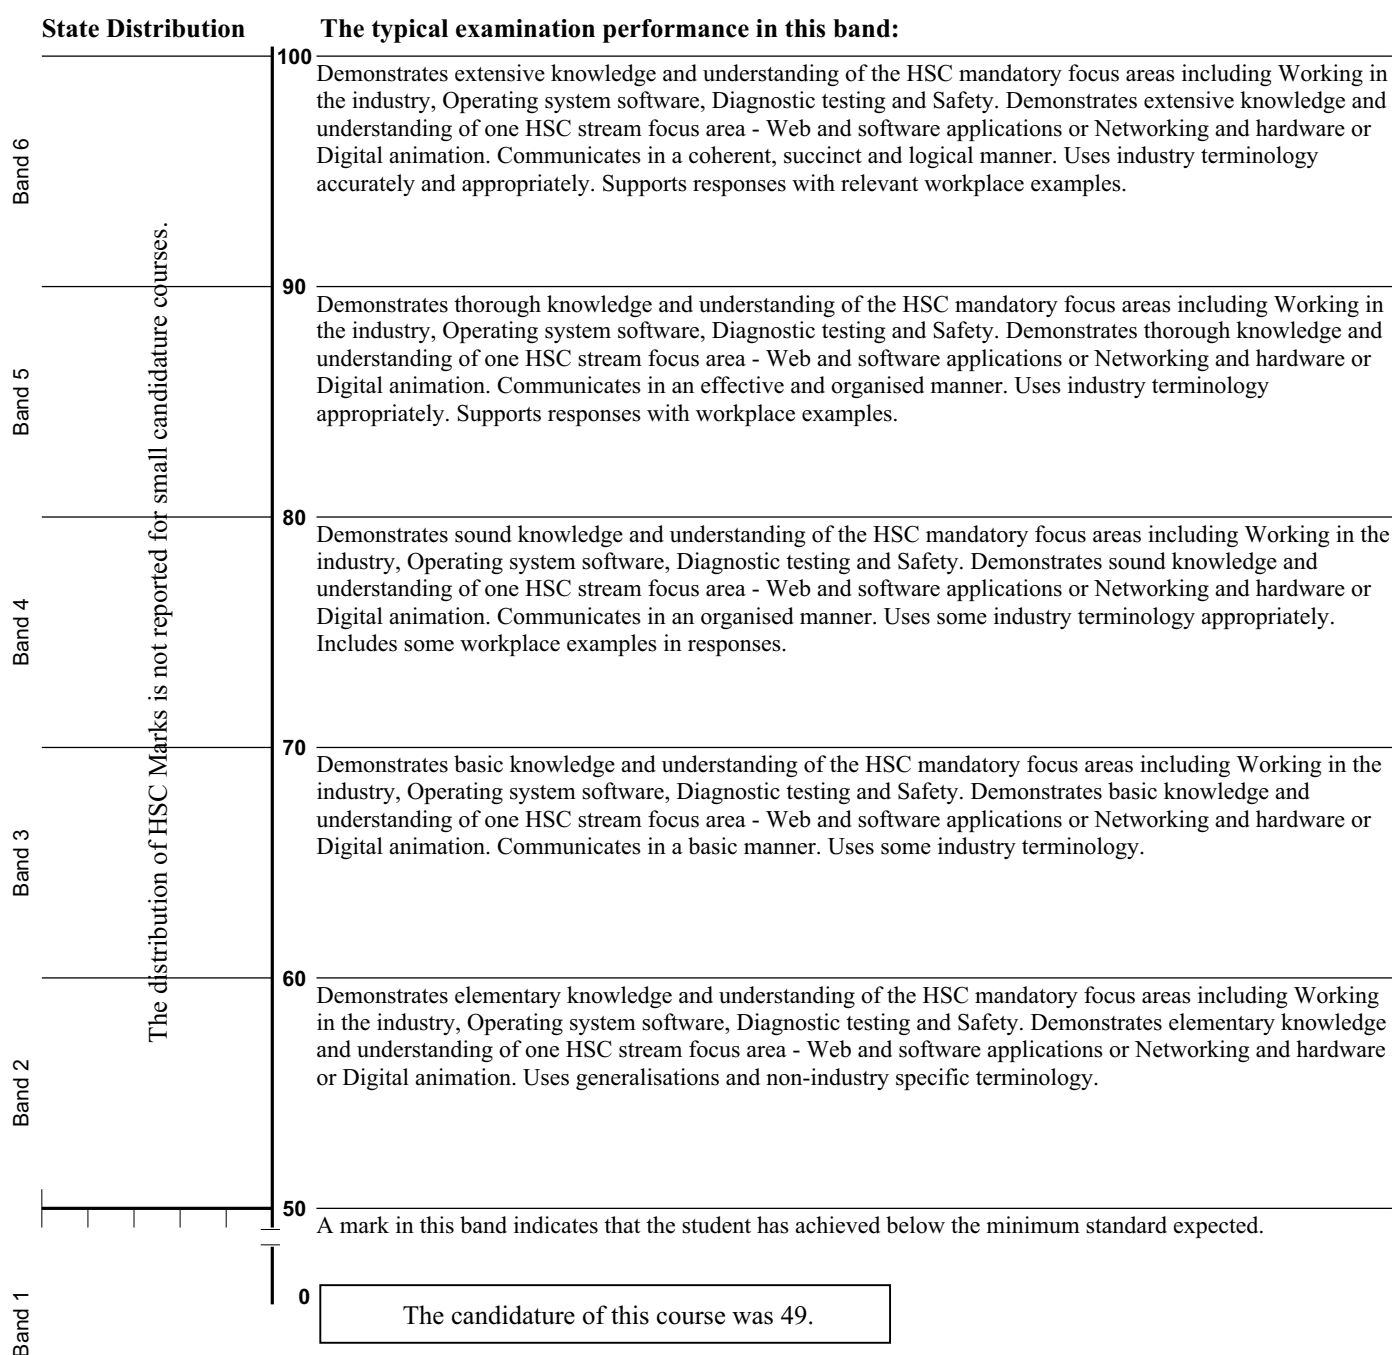 State Distribution
The typical examination performance in this band:
100
Demonstrates extensive knowledge and understanding of the HSC mandatory focus areas including Working in
the industry, Operating system software, Diagnostic testing and Safety. Demonstrates extensive knowledge and
understanding of one HSC stream focus area - Web and software applications or Networking and hardware or
Digital animation. Communicates in a coherent, succinct and logical manner. Uses industry terminology
accurately and appropriately. Supports responses with relevant workplace examples.
Band 6
The distribution of HSC Marks is not reported for small candidature courses.
90
Demonstrates thorough knowledge and understanding of the HSC mandatory focus areas including Working in
the industry, Operating system software, Diagnostic testing and Safety. Demonstrates thorough knowledge and
understanding of one HSC stream focus area - Web and software applications or Networking and hardware or
Digital animation. Communicates in an effective and organised manner. Uses industry terminology
appropriately. Supports responses with workplace examples.
Band 5
80
Demonstrates sound knowledge and understanding of the HSC mandatory focus areas including Working in the
industry, Operating system software, Diagnostic testing and Safety. Demonstrates sound knowledge and
understanding of one HSC stream focus area - Web and software applications or Networking and hardware or
Digital animation. Communicates in an organised manner. Uses some industry terminology appropriately.
Includes some workplace examples in responses.
Band 4
70
Demonstrates basic knowledge and understanding of the HSC mandatory focus areas including Working in the
industry, Operating system software, Diagnostic testing and Safety. Demonstrates basic knowledge and
understanding of one HSC stream focus area - Web and software applications or Networking and hardware or
Digital animation. Communicates in a basic manner. Uses some industry terminology.
Band 3
60
Demonstrates elementary knowledge and understanding of the HSC mandatory focus areas including Working
in the industry, Operating system software, Diagnostic testing and Safety. Demonstrates elementary knowledge
and understanding of one HSC stream focus area - Web and software applications or Networking and hardware
or Digital animation. Uses generalisations and non-industry specific terminology.
Band 2
50
A mark in this band indicates that the student has achieved below the minimum standard expected.
0
Band 1
The candidature of this course was 49.